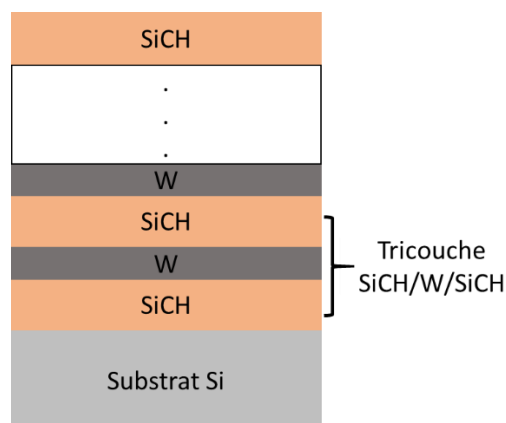 SiCH
.
.
.
W
SiCH
W
SiCH
Tricouche
SiCH/W/SiCH
Substrat Si